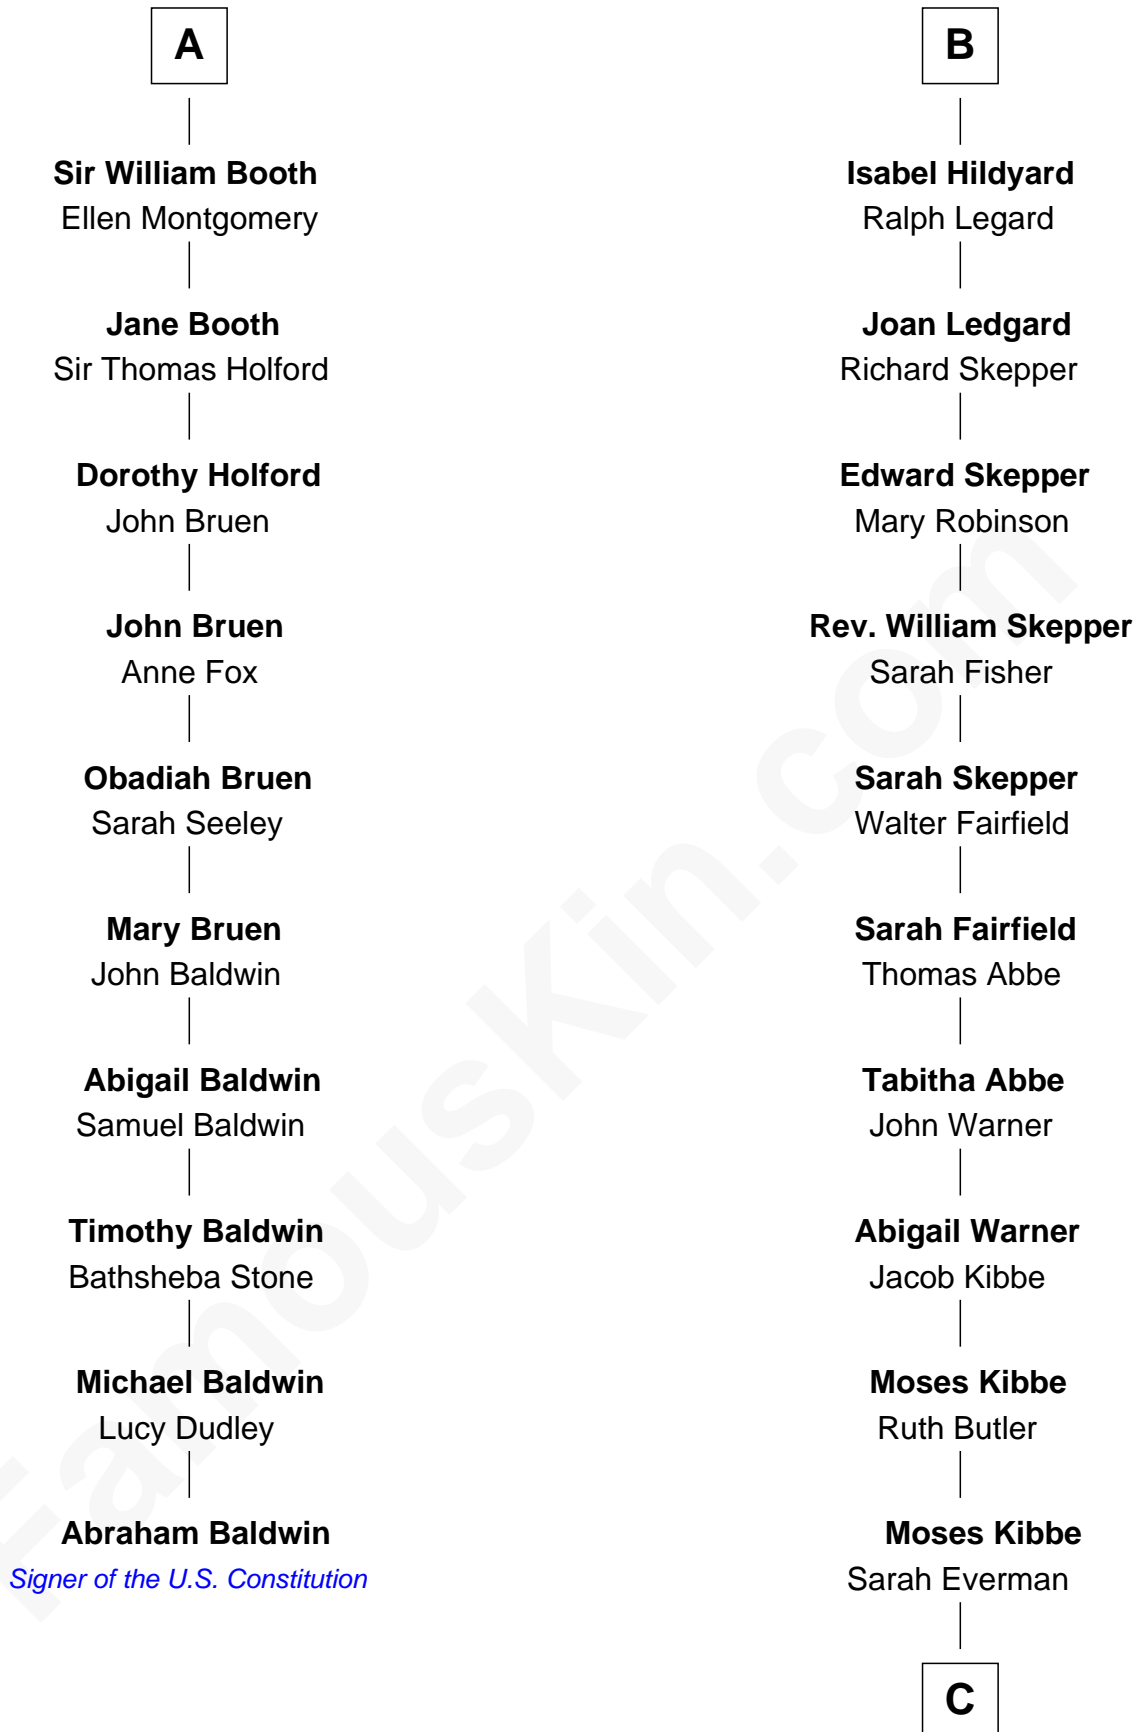 A
Sir William Booth
Ellen Montgomery
Jane Booth
Sir Thomas Holford
Dorothy Holford
John Bruen
John Bruen
Anne Fox
Obadiah Bruen
Sarah Seeley
Mary Bruen
John Baldwin
Abigail Baldwin
Samuel Baldwin
Timothy Baldwin
Bathsheba Stone
Michael Baldwin
Lucy Dudley
Abraham Baldwin
Signer of the U.S. Constitution
B
Isabel Hildyard
Ralph Legard
Joan Ledgard
Richard Skepper
Edward Skepper
Mary Robinson
Rev. William Skepper
Sarah Fisher
Sarah Skepper
Walter Fairfield
Sarah Fairfield
Thomas Abbe
Tabitha Abbe
John Warner
Abigail Warner
Jacob Kibbe
Moses Kibbe
Ruth Butler
Moses Kibbe
Sarah Everman
C
FamousKin.com